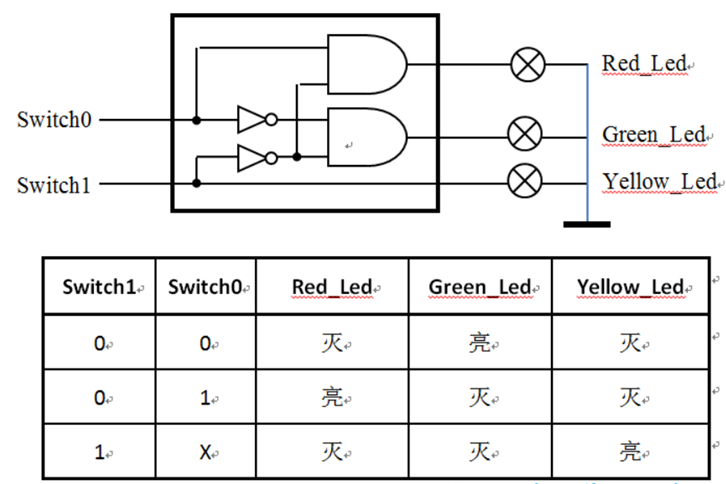 Red_Led
Switch0
Green_Led
Switch1
Yellow_Led
Switch1 Switch0 Red_Led Green_Led Yellow_Led
0 0 灭 亮 灭
0 1 亮 灭 灭
1 X 灭 灭 亮